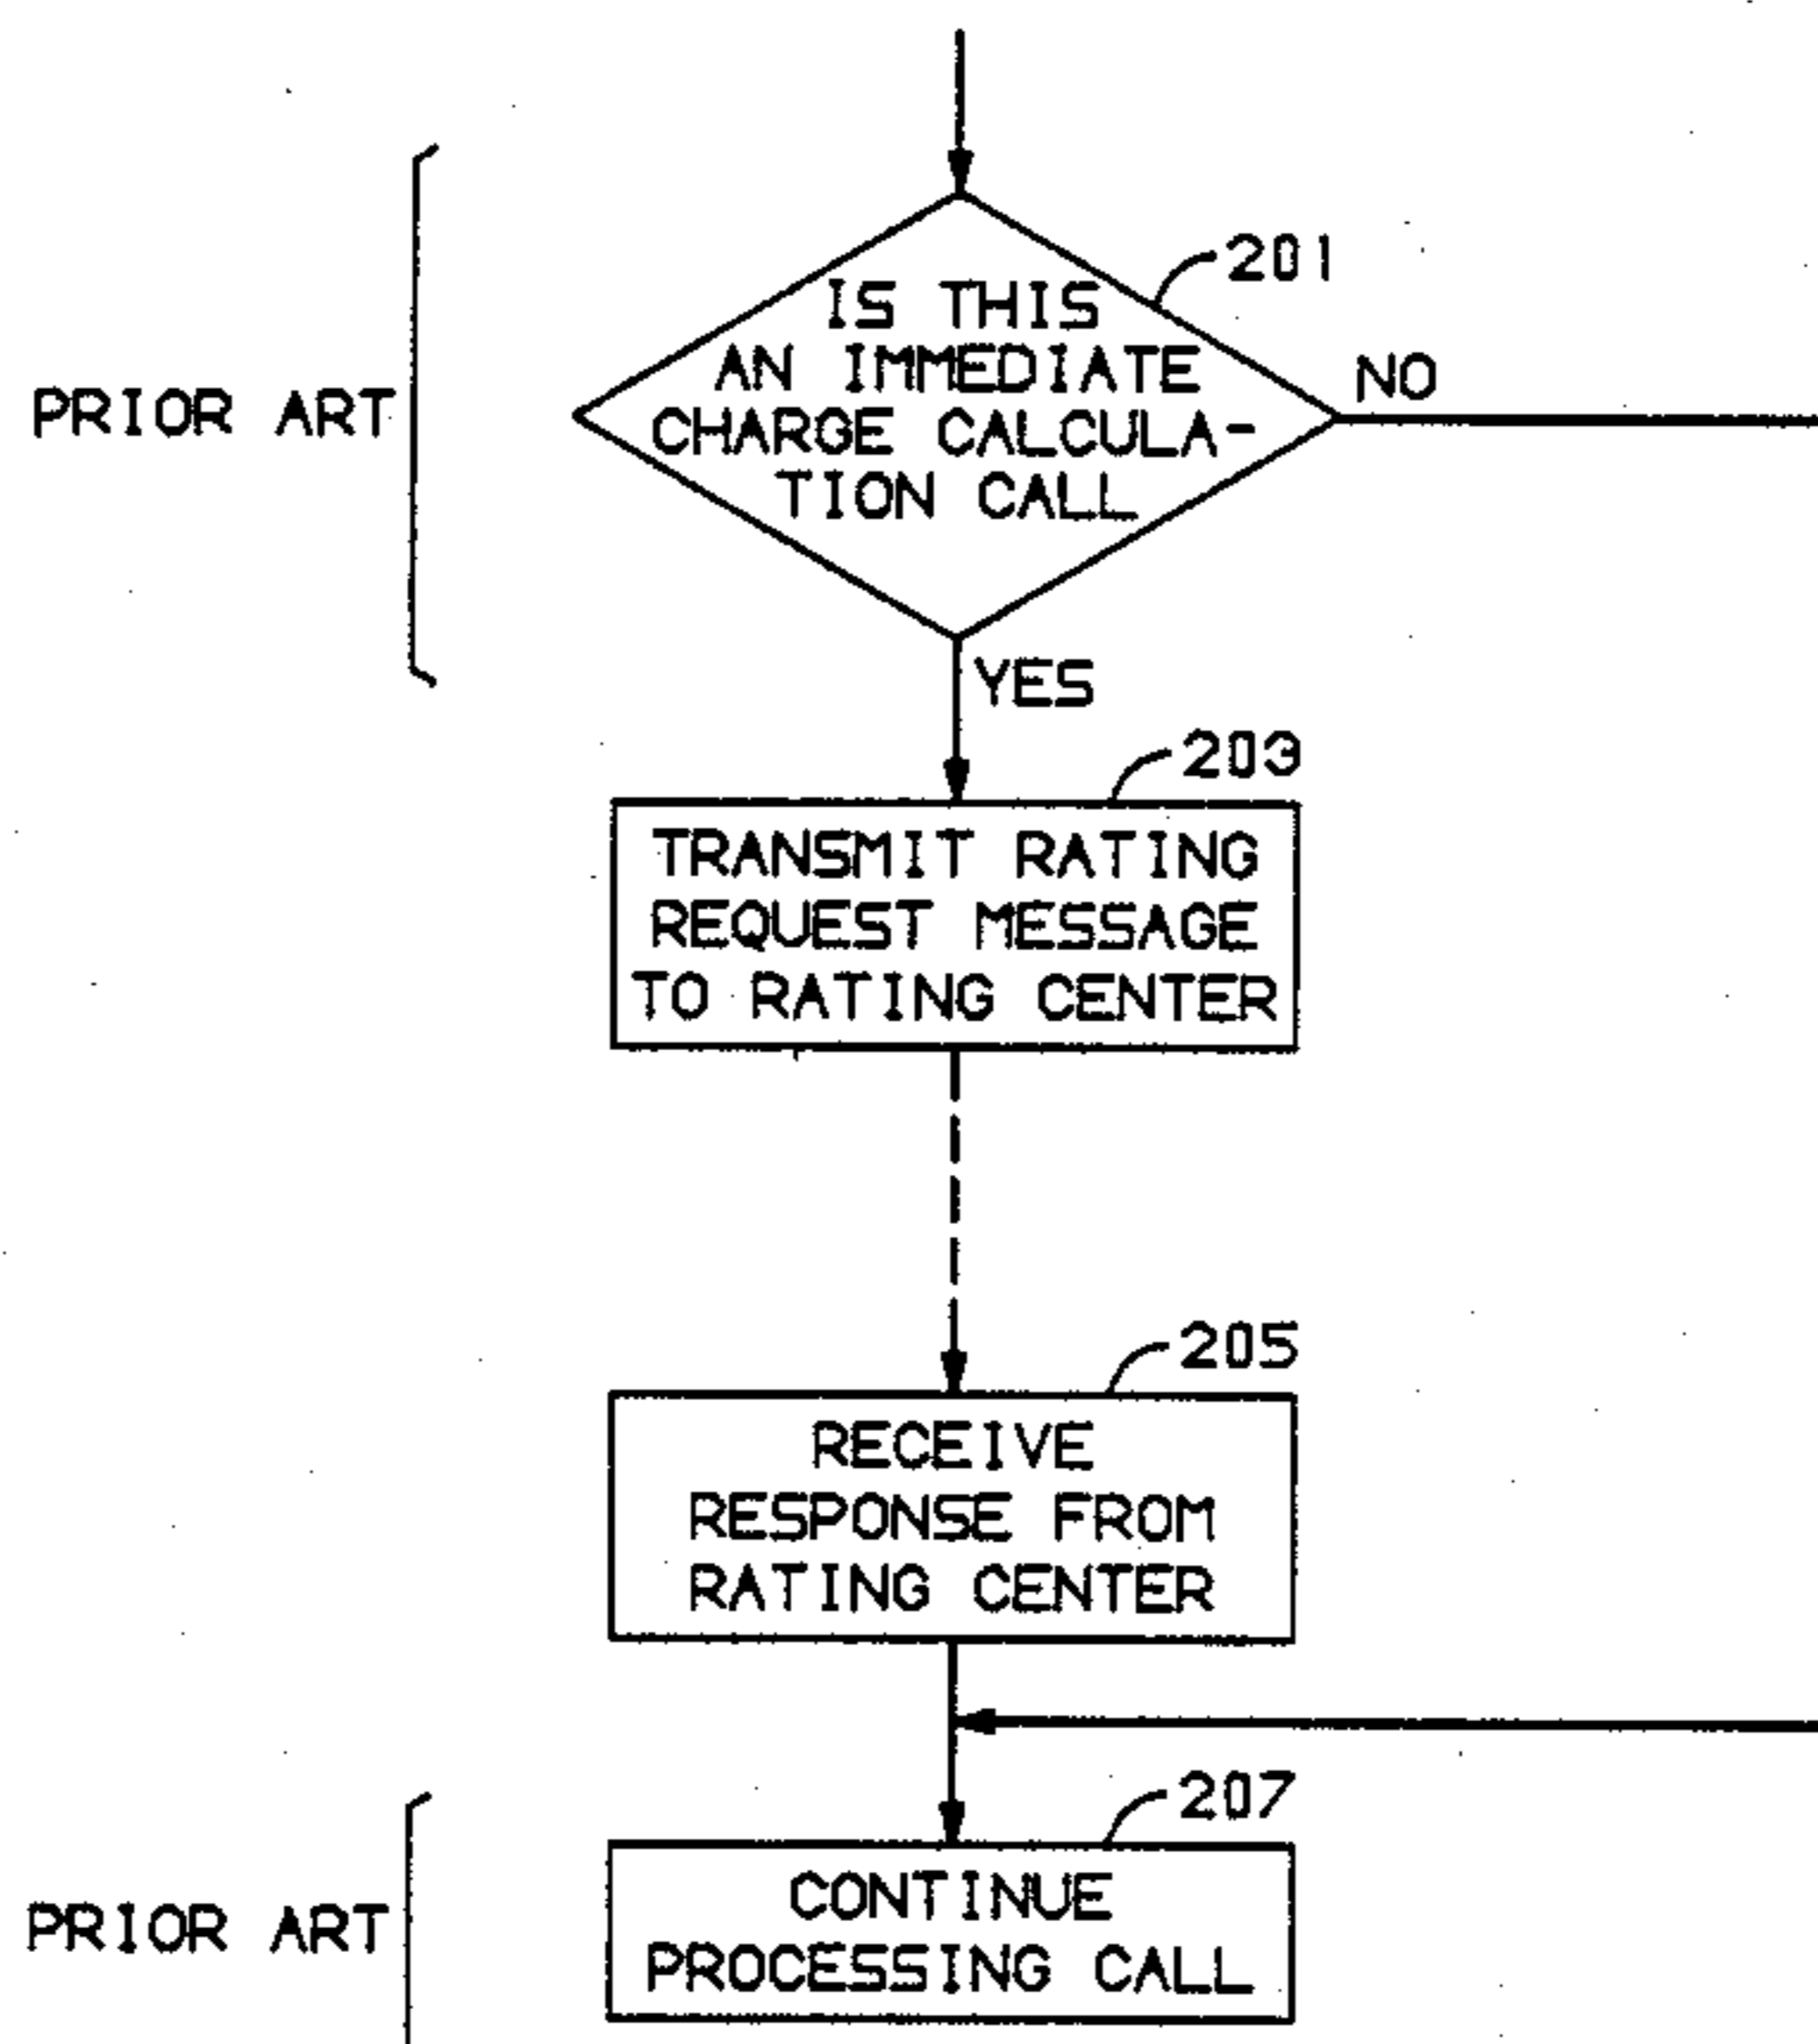 201
IS THIS
AN IMMEDIATE
CHARGE CALCULA-
TION CALL
NO
PRIOR ART
YES
203
TRANSMIT RATING
REQUEST MESSAGE
TO RATING CENTER
205
RECEIVE
RESPONSE FROM
RATING CENTER
207
CONTINUE
PROCESSING CALL
PRIOR ART